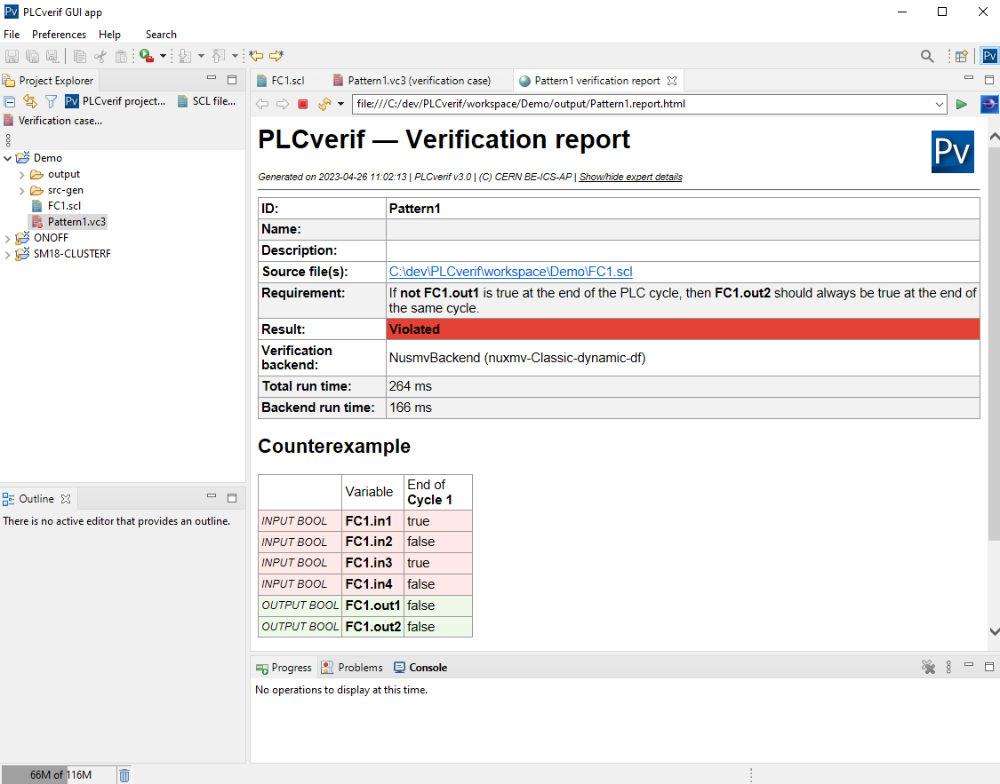 Pv PLCverif GUI app
File Preferences Help Search
Pv
Project Explorer
Pv PLCverif project... SCL file...
Verification case...
Demo
output
src-gen
FC1.scl
Pattern1.vc3
ONOFF
SM18-CLUSTERF
Outline
There is no active editor that provides an outline.
66M of 116M
FC1.scl Pattern1.vc3 (verification case) Pattern1 verification report
file:///C:/dev/PLCverif/workspace/Demo/output/Pattern1.report.html
PLCverif — Verification report
Pv
Generated on 2023-04-26 11:02:13 | PLCverif v3.0 | (C) CERN BE-ICS-AP | Show/hide expert details
ID: Pattern1
Name:
Description:
Source file(s): C:\dev\PLCverif\workspace\Demo\FC1.scl
Requirement: If not FC1.out1 is true at the end of the PLC cycle, then FC1.out2 should always be true at the end of
the same cycle.
Result: Violated
Verification
backend: NusmvBackend (nuxmv-Classic-dynamic-df)
Total run time: 264 ms
Backend run time: 166 ms
Counterexample
Variable End of
Cycle 1
INPUT BOOL FC1.in1 true
INPUT BOOL FC1.in2 false
INPUT BOOL FC1.in3 true
INPUT BOOL FC1.in4 false
OUTPUT BOOL FC1.out1 false
OUTPUT BOOL FC1.out2 false
Progress Problems Console
No operations to display at this time.